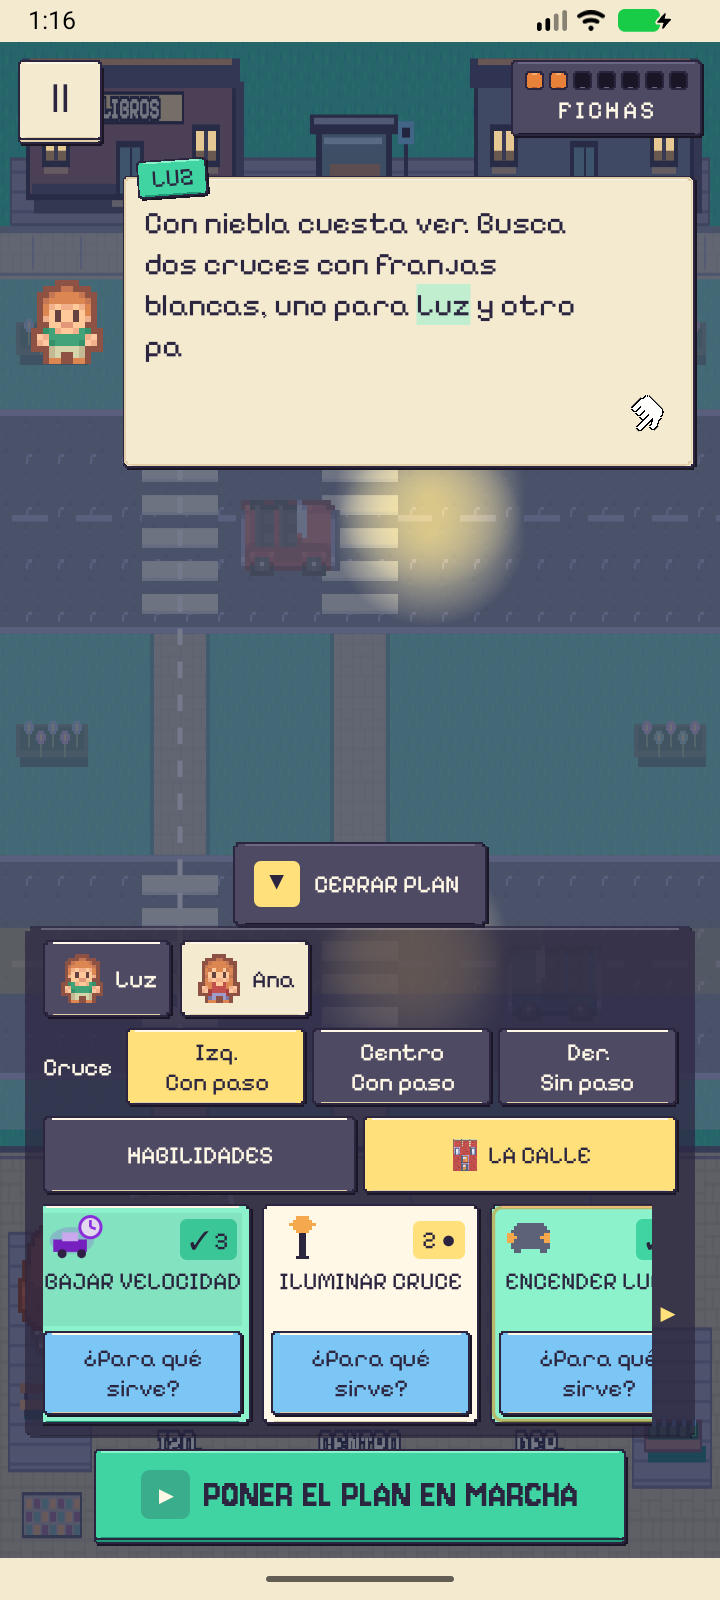 1:16
LIBROS
FICHAS
LUZ
Con niebla cuesta ver. Busca
dos cruces con franjas
blancas, uno para Luz y otro
pa
CERRAR PLAN
Luz
Ana
Cruce
Izq.
Con paso
Centro
Con paso
Der.
Sin paso
HABILIDADES
LA CALLE
✓3
BAJAR VELOCIDAD
¿Para qué
sirve?
2
ILUMINAR CRUCE
¿Para qué
sirve?
ENCENDER LU
¿Para qué
sirve?
IZQ.
CENTRO
DER.
PONER EL PLAN EN MARCHA